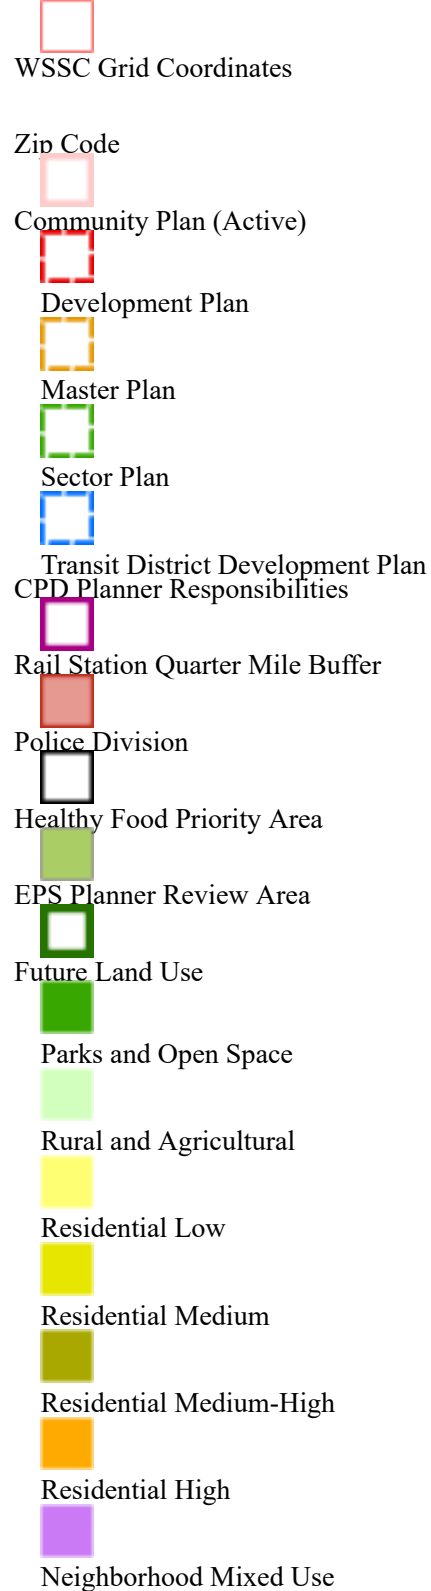 WSSC Grid Coordinates
Zip Code
Community Plan (Active)
Development Plan
Master Plan
Sector Plan
Transit District Development Plan
CPD Planner Responsibilities
Rail Station Quarter Mile Buffer
Police Division
Healthy Food Priority Area
EPS Planner Review Area
Future Land Use
Parks and Open Space
Rural and Agricultural
Residential Low
Residential Medium
Residential Medium-High
Residential High
Neighborhood Mixed Use